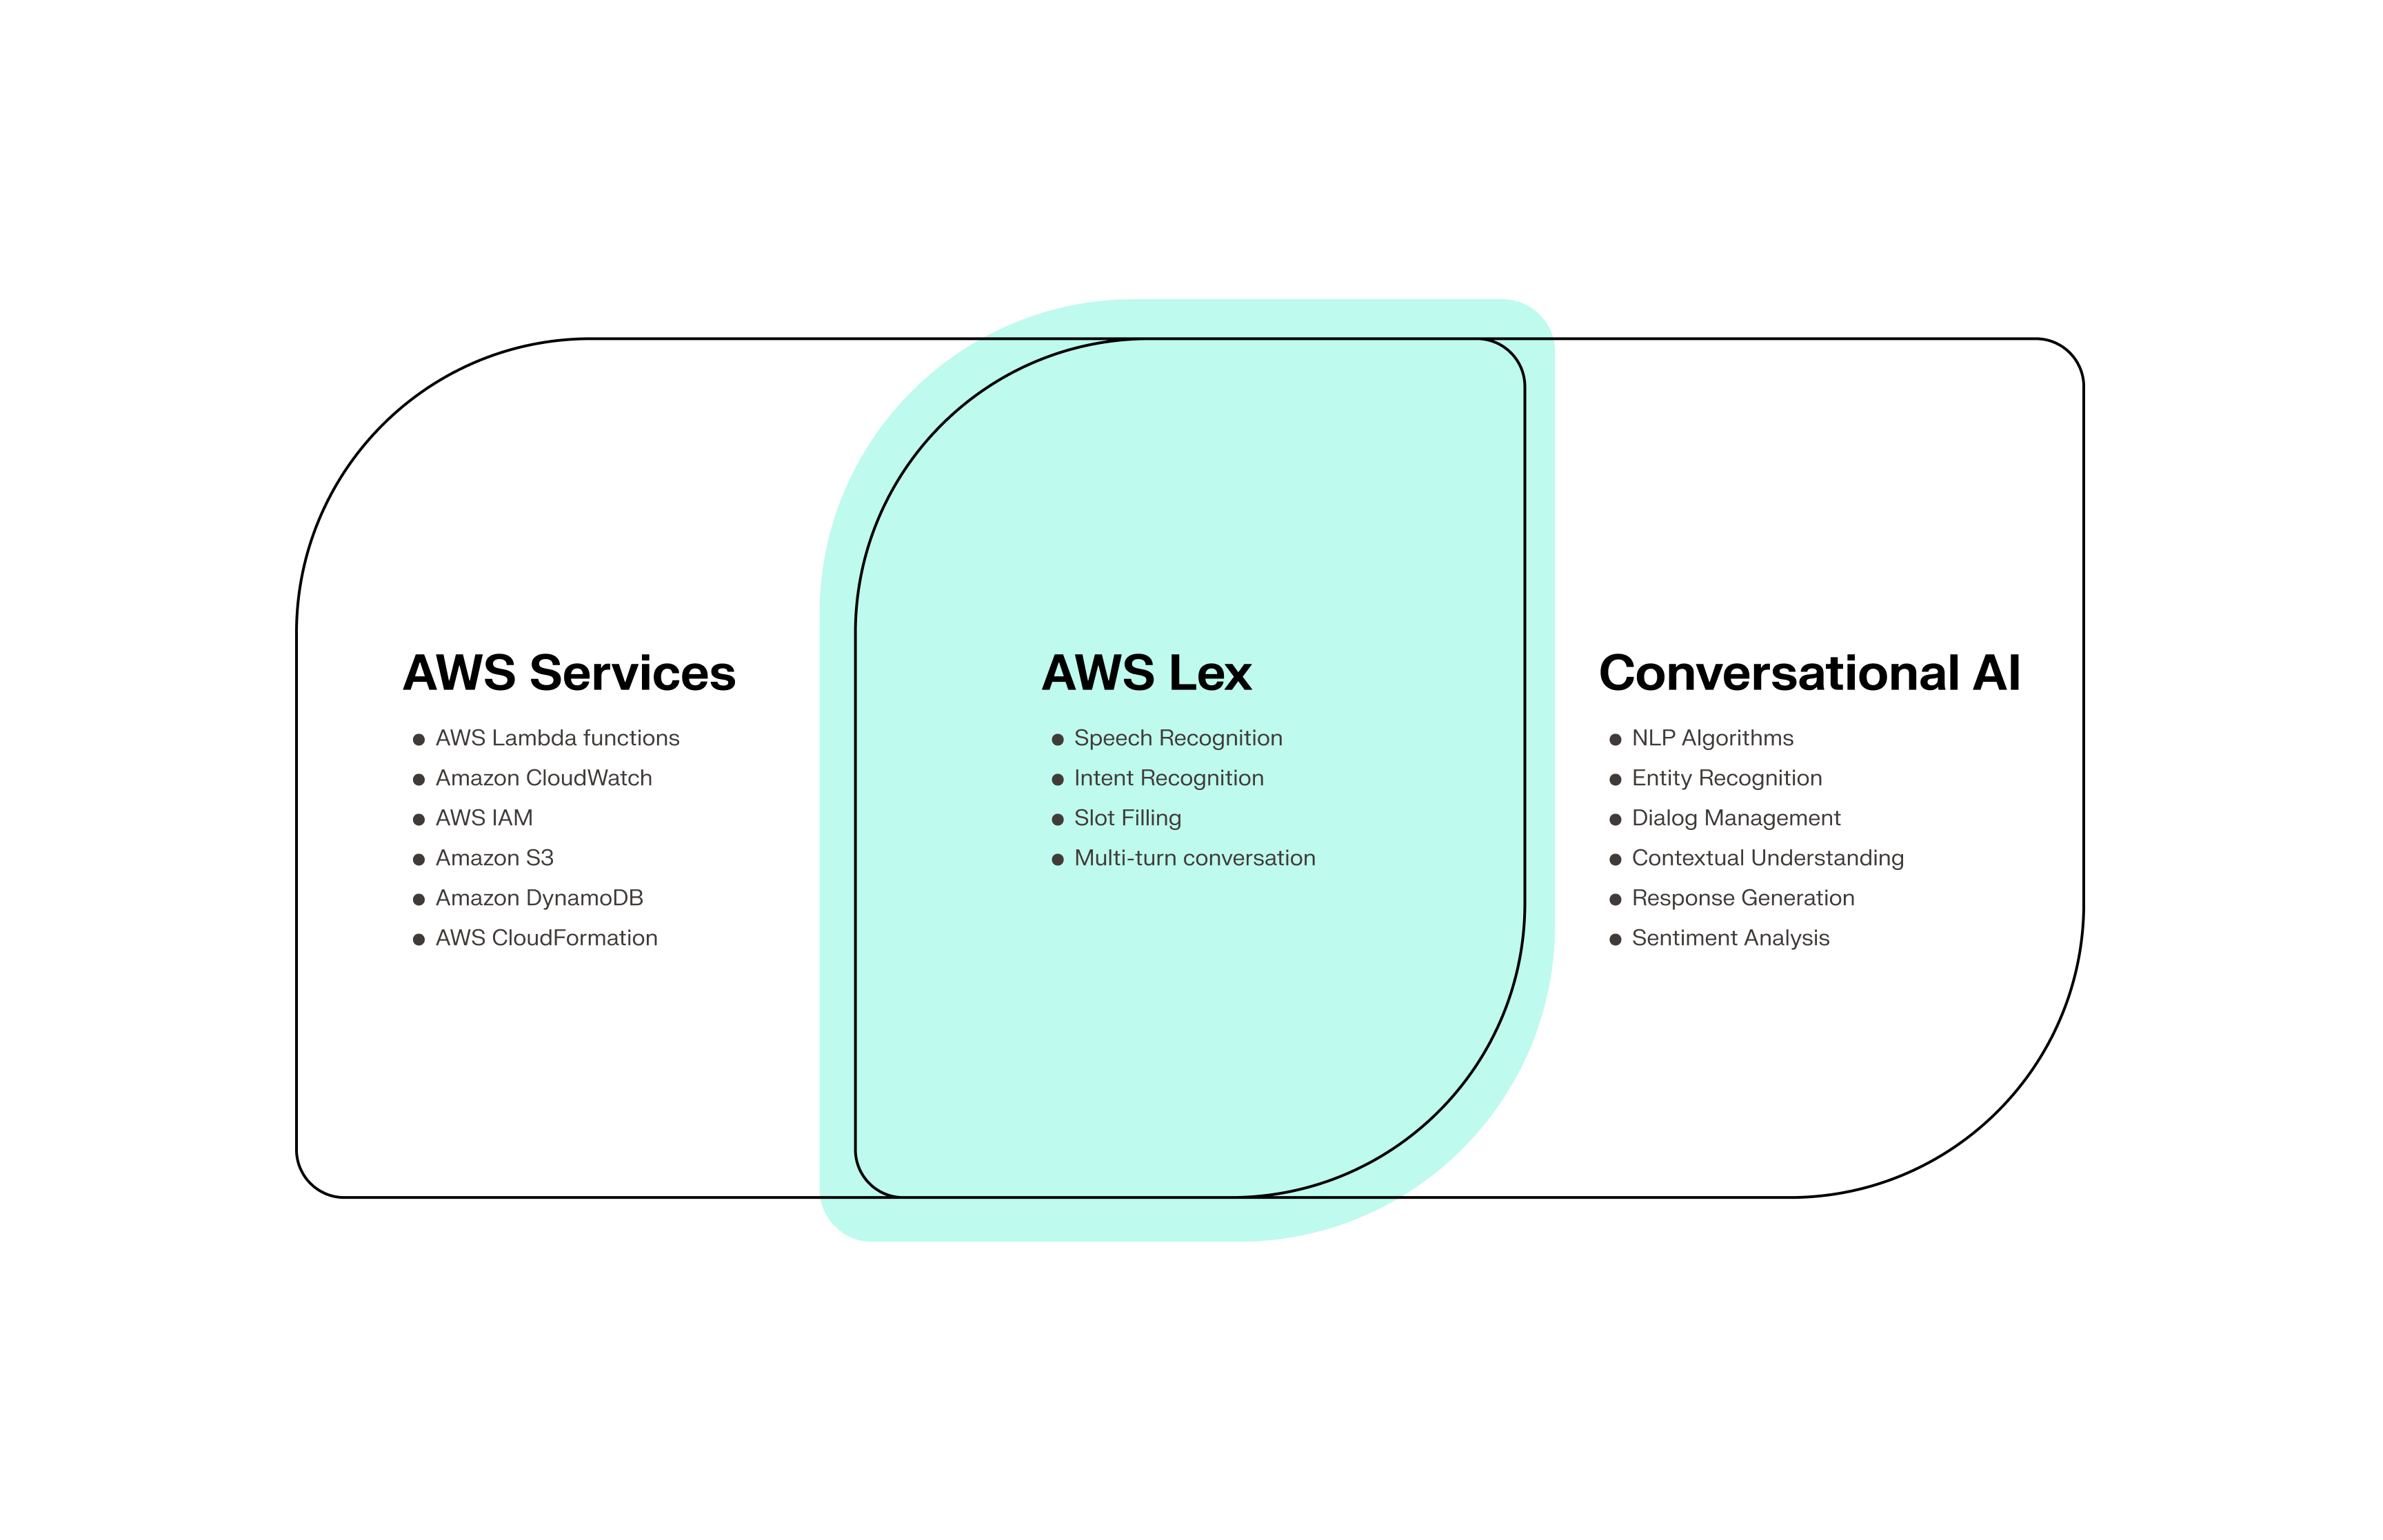 AWS Services
AWS Lambda functions
Amazon CloudWatch
AWS IAM
Amazon S3
Amazon DynamoDB
AWS CloudFormation
AWS Lex
Speech Recognition
Intent Recognition
Slot Filling
Multi-turn conversation
Conversational AI
NLP Algorithms
Entity Recognition
Dialog Management
Contextual Understanding
Response Generation
Sentiment Analysis